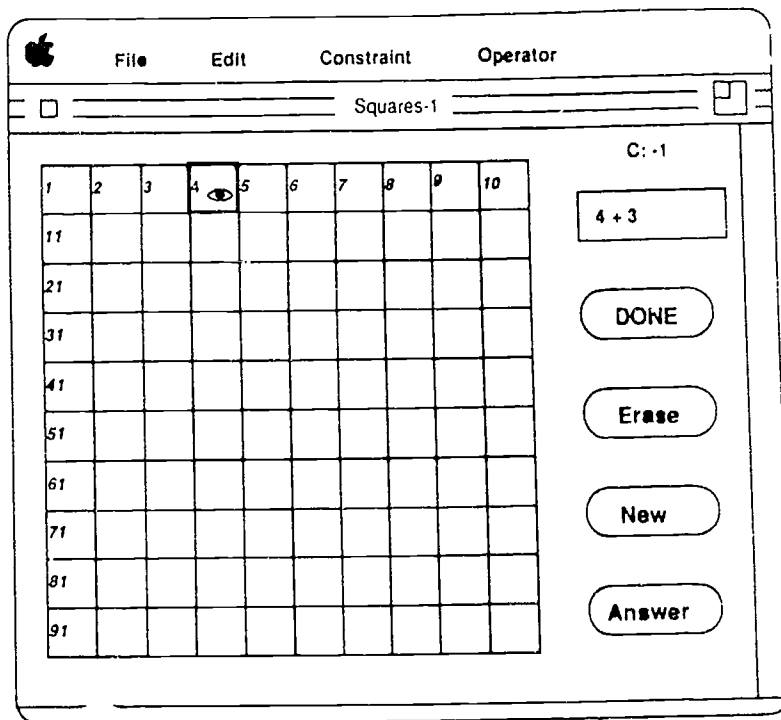 File Edit Constraint Operator
Squares-1
C: -1
1 2 3 4 5 6 7 8 9 10
4 + 3
11
21
DONE
31
41
Erase
51
61
New
71
81
Answer
91